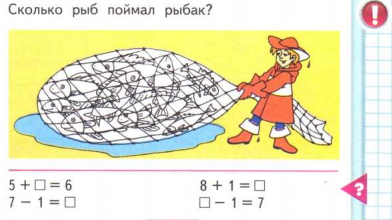 Сколько рыб поймал рыбак?
!
5 + □ = 6 8 + 1 = □
7 − 1 = □ □ − 1 = 7
?